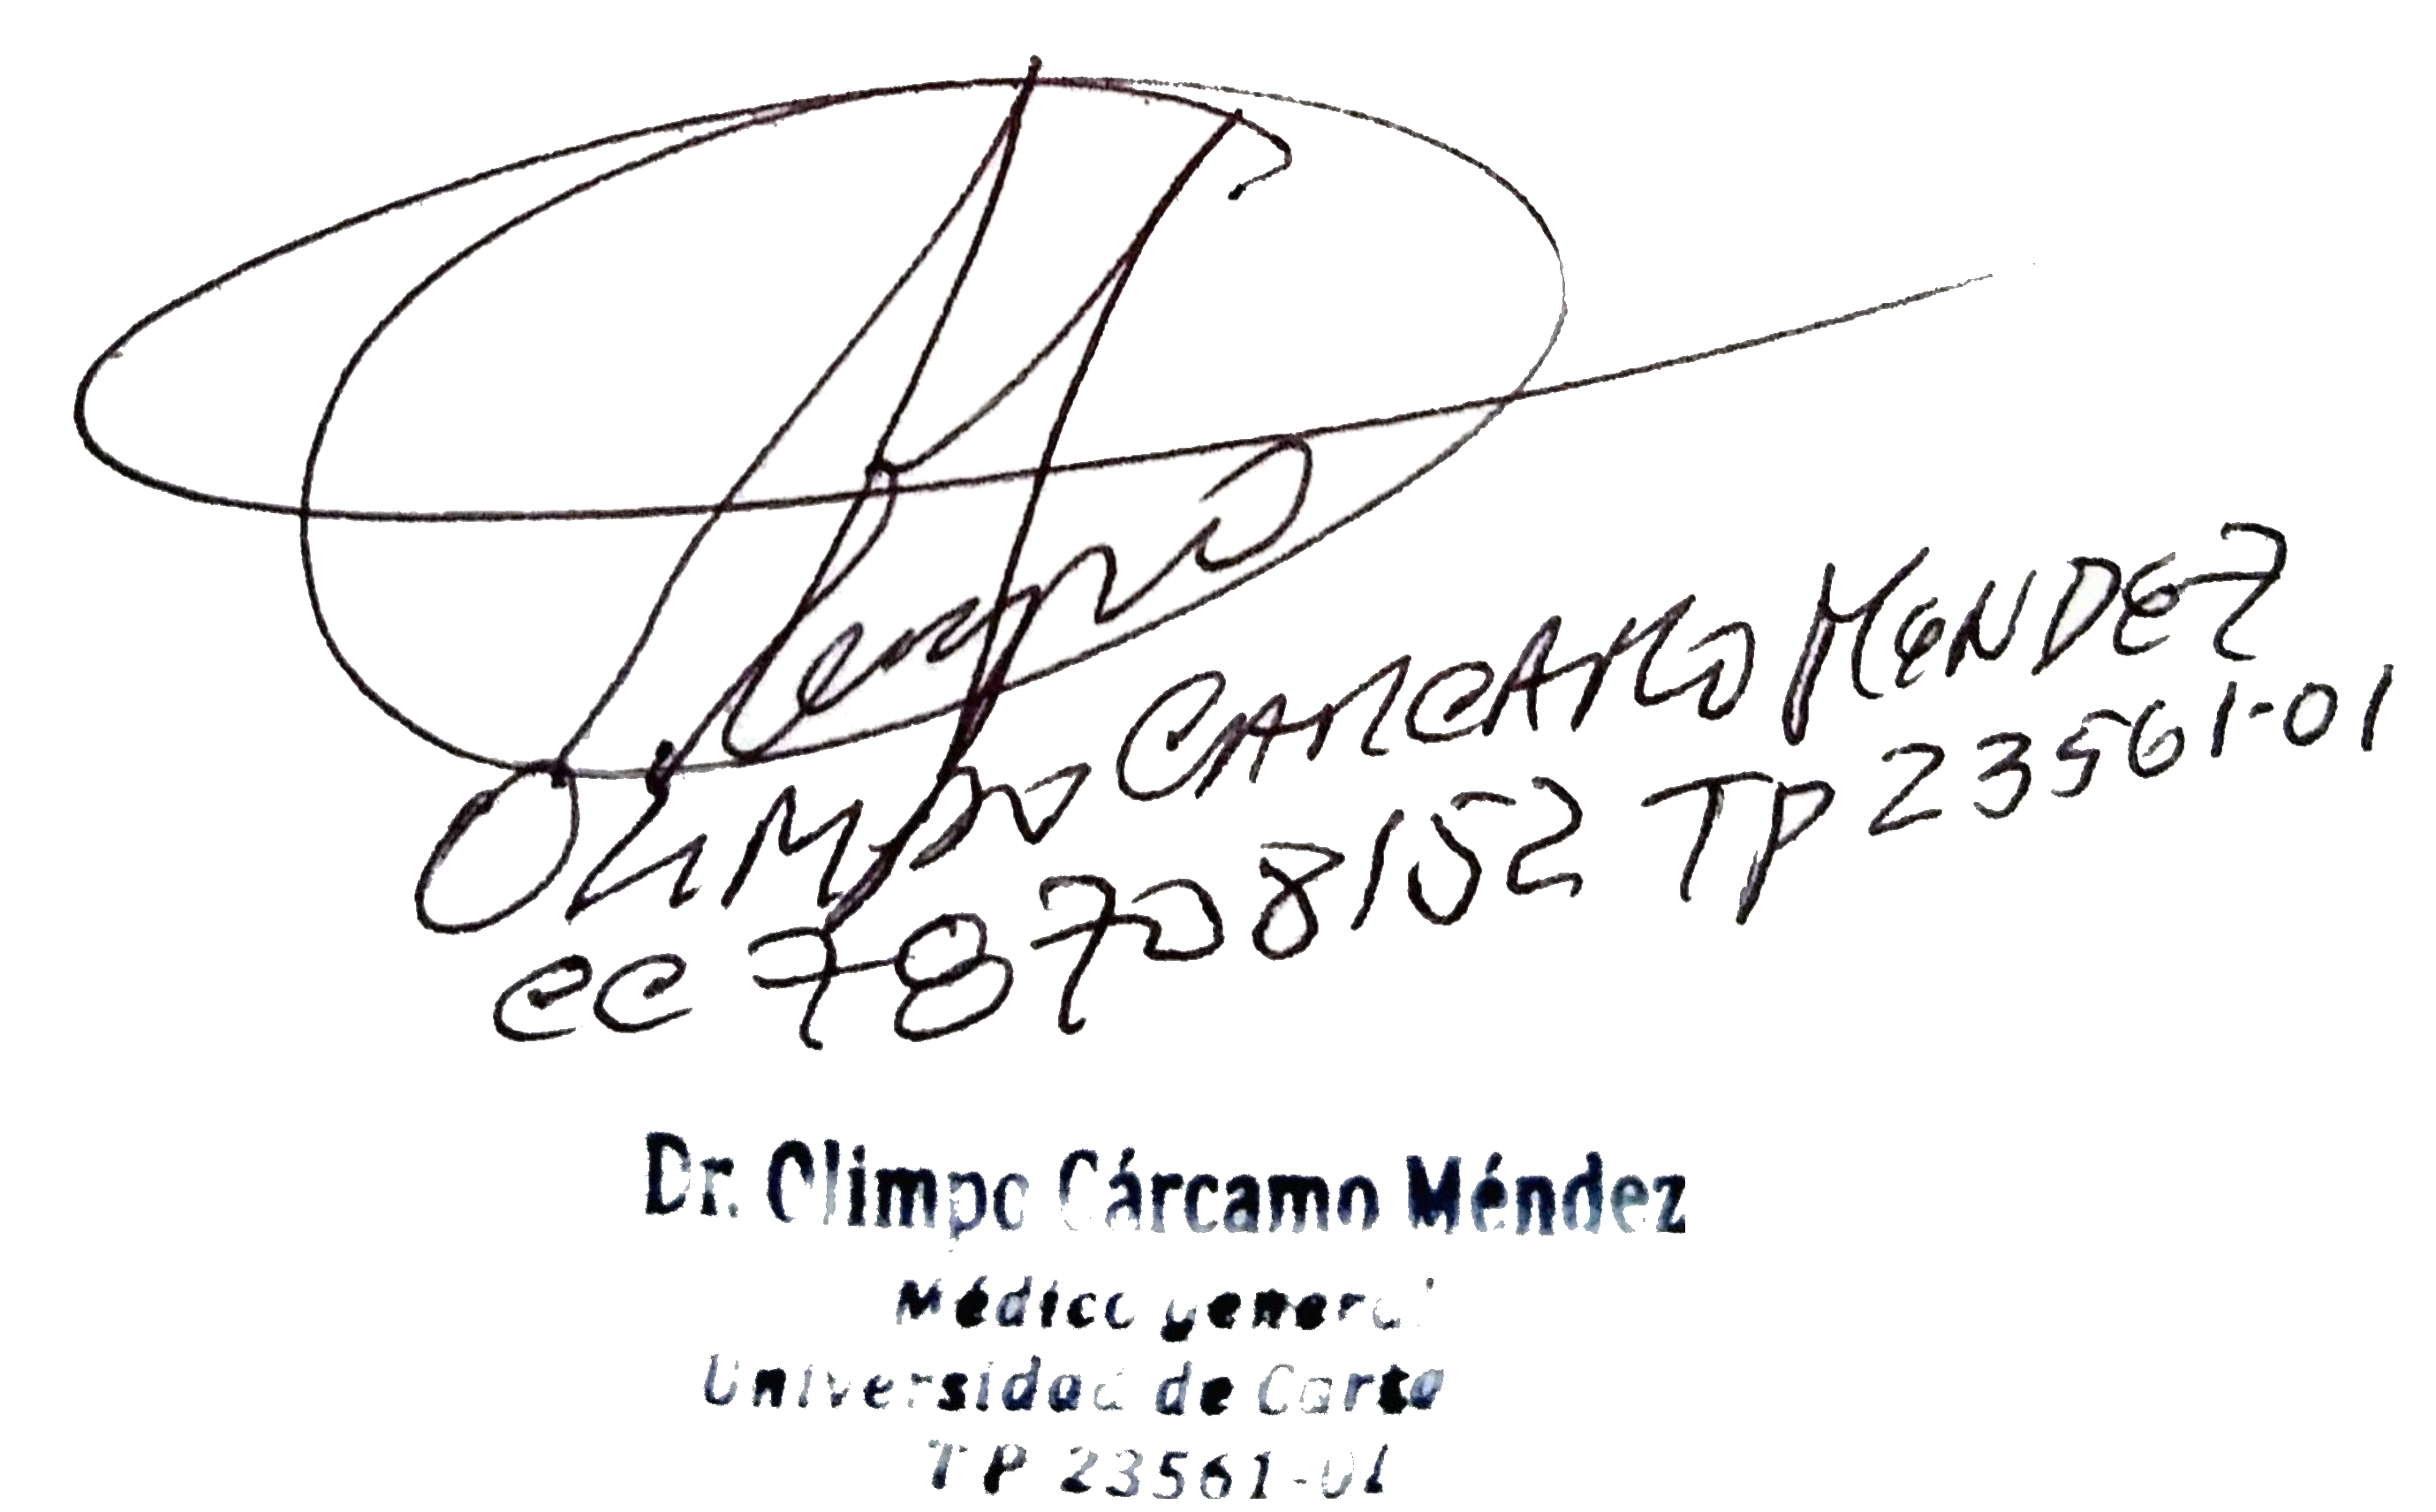 OLIMPO CARCAMO MENDEZ
CC 78708152 TP 23561-01
Dr. Olimpo Cárcamo Méndez
Médico general
Universidad de Carta
TP 23561-01